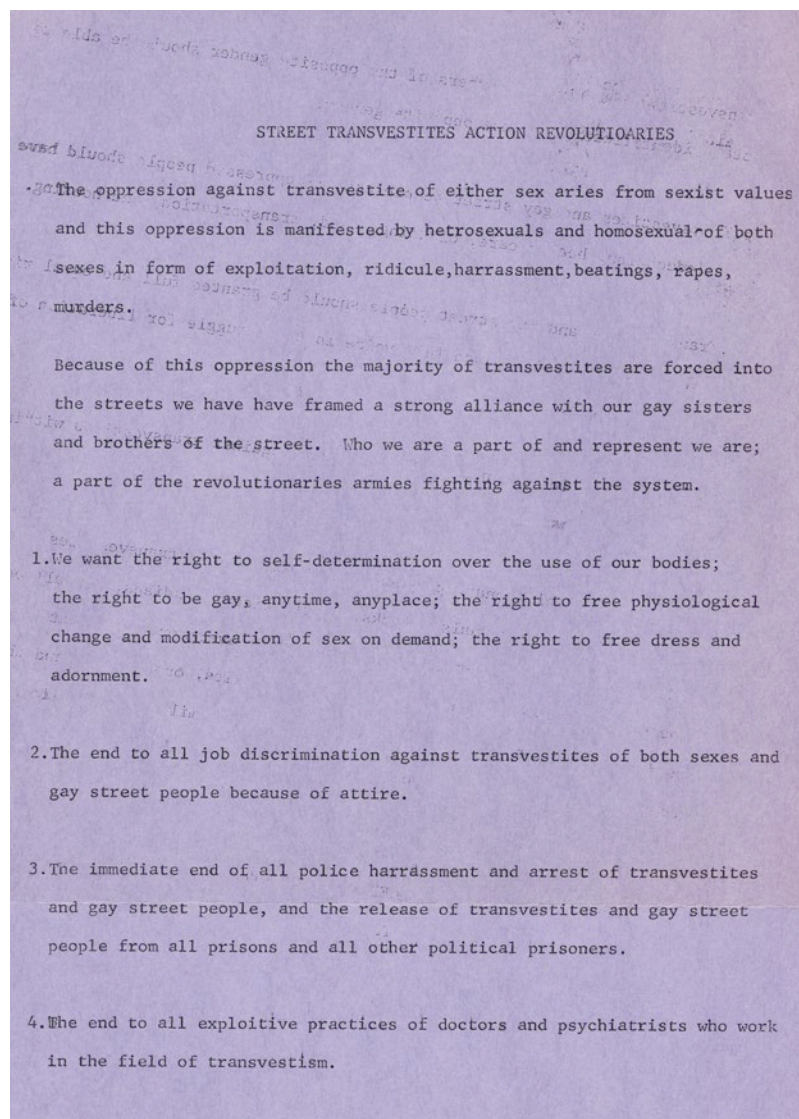 STREET TRANSVESTITES ACTION REVOLUTIOARIES
The oppression against transvestite of either sex aries from sexist values
and this oppression is manifested by hetrosexuals and homosexual of both
sexes in form of exploitation, ridicule,harrassment,beatings, rapes,
murders.
Because of this oppression the majority of transvestites are forced into
the streets we have have framed a strong alliance with our gay sisters
and brothers of the street. Who we are a part of and represent we are;
a part of the revolutionaries armies fighting against the system.
1.We want the right to self-determination over the use of our bodies;
the right to be gay, anytime, anyplace; the right to free physiological
change and modification of sex on demand; the right to free dress and
adornment.
2.The end to all job discrimination against transvestites of both sexes and
gay street people because of attire.
3.The immediate end of all police harrassment and arrest of transvestites
and gay street people, and the release of transvestites and gay street
people from all prisons and all other political prisoners.
4.The end to all exploitive practices of doctors and psychiatrists who work
in the field of transvestism.